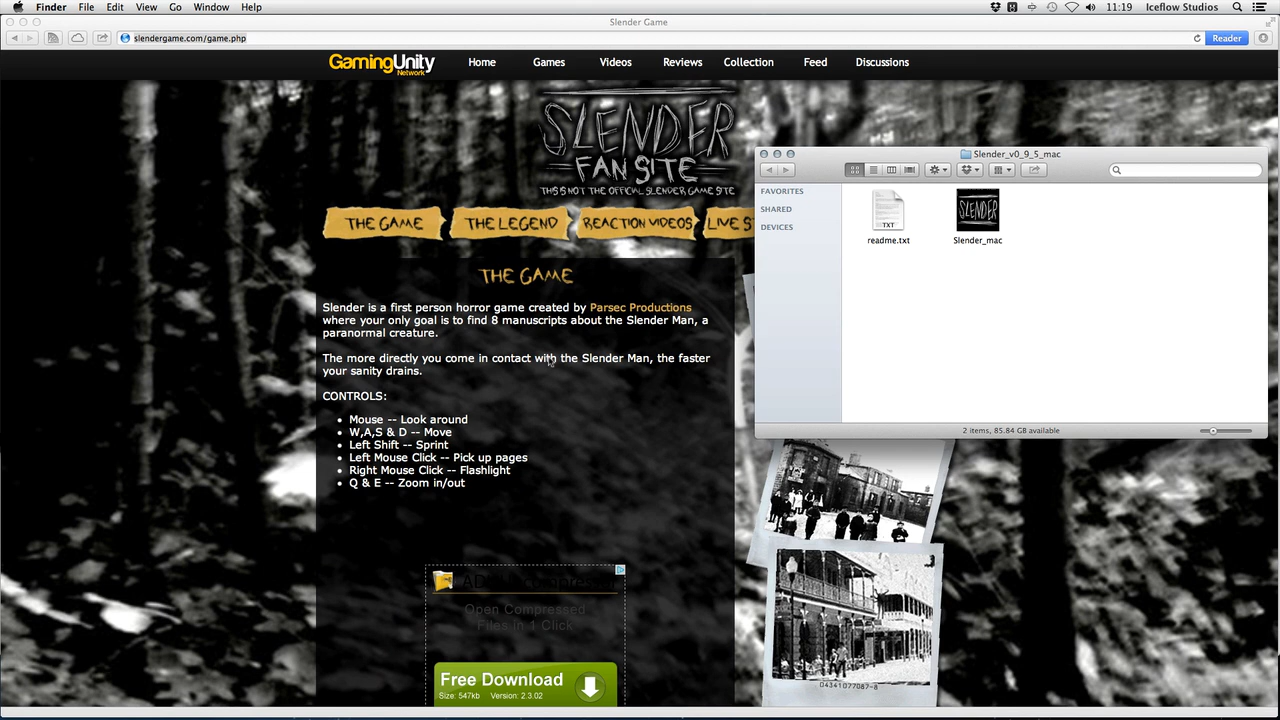 Finder File Edit View Go Window Help 11:19 Iceflow Studios
Slender Game
slendergame.com/game.php
Reader
GamingUnity
Network
Home Games Videos Reviews Collection Feed Discussions
SLENDER
FAN SITE
THIS IS NOT THE OFFICIAL SLENDER GAME SITE
THE GAME THE LEGEND REACTION VIDEOS LIVE
THE GAME
Slender is a first person horror game created by Parsec Productions
where your only goal is to find 8 manuscripts about the Slender Man, a
paranormal creature.
The more directly you come in contact with the Slender Man, the faster
your sanity drains.
CONTROLS:
Mouse -- Look around
W,A,S & D -- Move
Left Shift -- Sprint
Left Mouse Click -- Pick up pages
Right Mouse Click -- Flashlight
Q & E -- Zoom in/out
Open Compressed
Files in 1 Click
Free Download
Size: 547kb Version: 2.3.02
Slender_v0_9_5_mac
FAVORITES
SHARED
DEVICES
TXT
readme.txt
SLENDER
Slender_mac
2 items, 85.84 GB available
04341077087-8